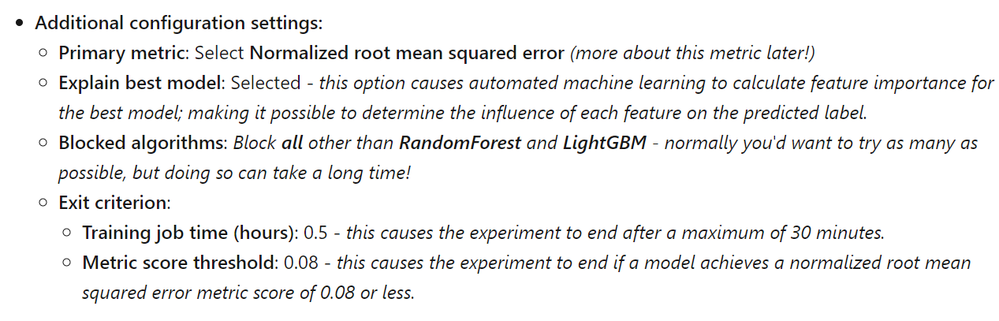 • Additional configuration settings:
○ Primary metric: Select Normalized root mean squared error (more about this metric later!)
○ Explain best model: Selected - this option causes automated machine learning to calculate feature importance for
the best model; making it possible to determine the influence of each feature on the predicted label.
○ Blocked algorithms: Block all other than RandomForest and LightGBM - normally you'd want to try as many as
possible, but doing so can take a long time!
○ Exit criterion:
○ Training job time (hours): 0.5 - this causes the experiment to end after a maximum of 30 minutes.
○ Metric score threshold: 0.08 - this causes the experiment to end if a model achieves a normalized root mean
squared error metric score of 0.08 or less.